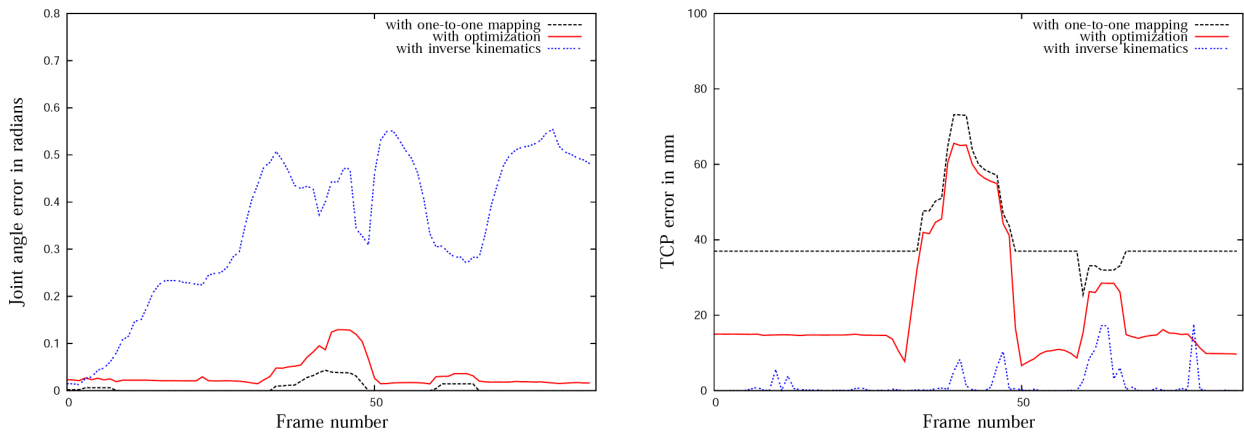 0.8
0.7
0.6
0.5
0.4
0.3
0.2
0.1
0
0
50
Joint angle error in radians
Frame number
with one-to-one mapping
with optimization
with inverse kinematics
100
80
60
40
20
0
0
50
TCP error in mm
Frame number
with one-to-one mapping
with optimization
with inverse kinematics